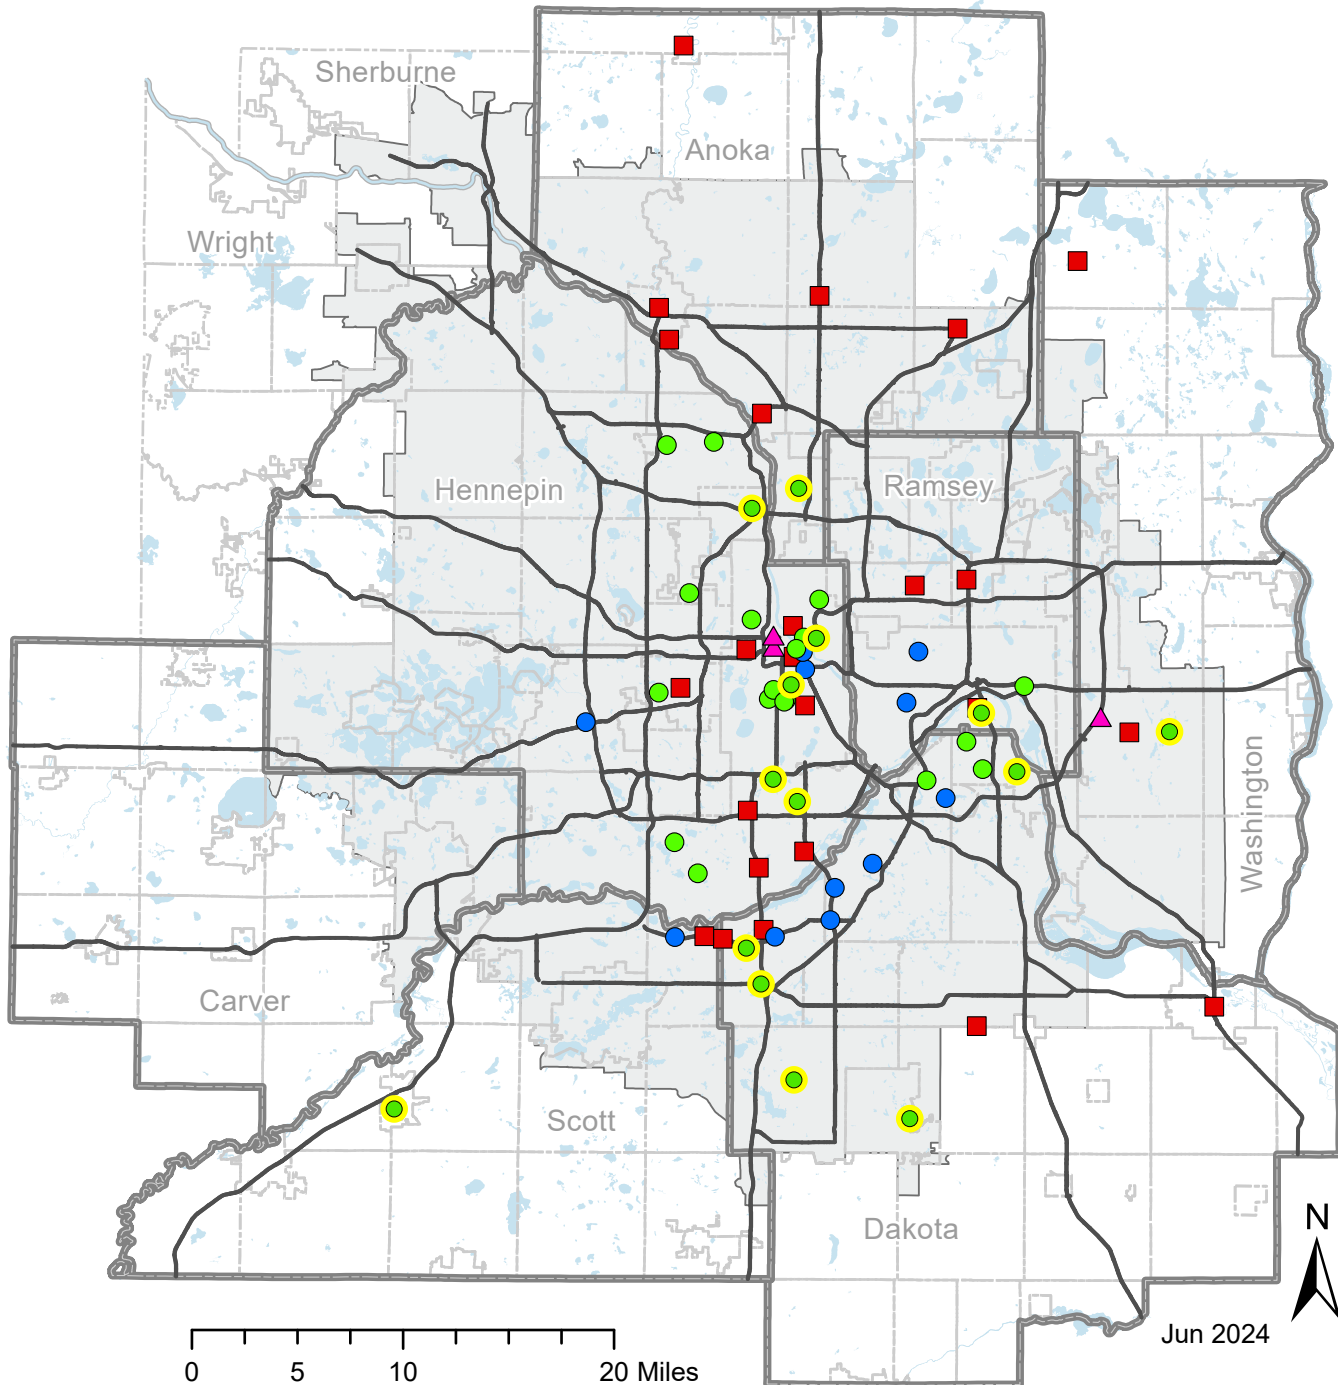 Sherburne
Anoka
Wright
Hennepin
Ramsey
Washington
Carver
Scott
Dakota
N
Jun 2024
0 5 10 20 Miles